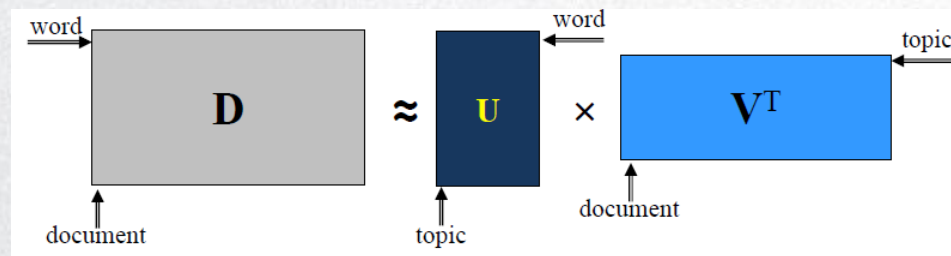 word
word
topic
D ≈ U × Vᵀ
document
topic
document